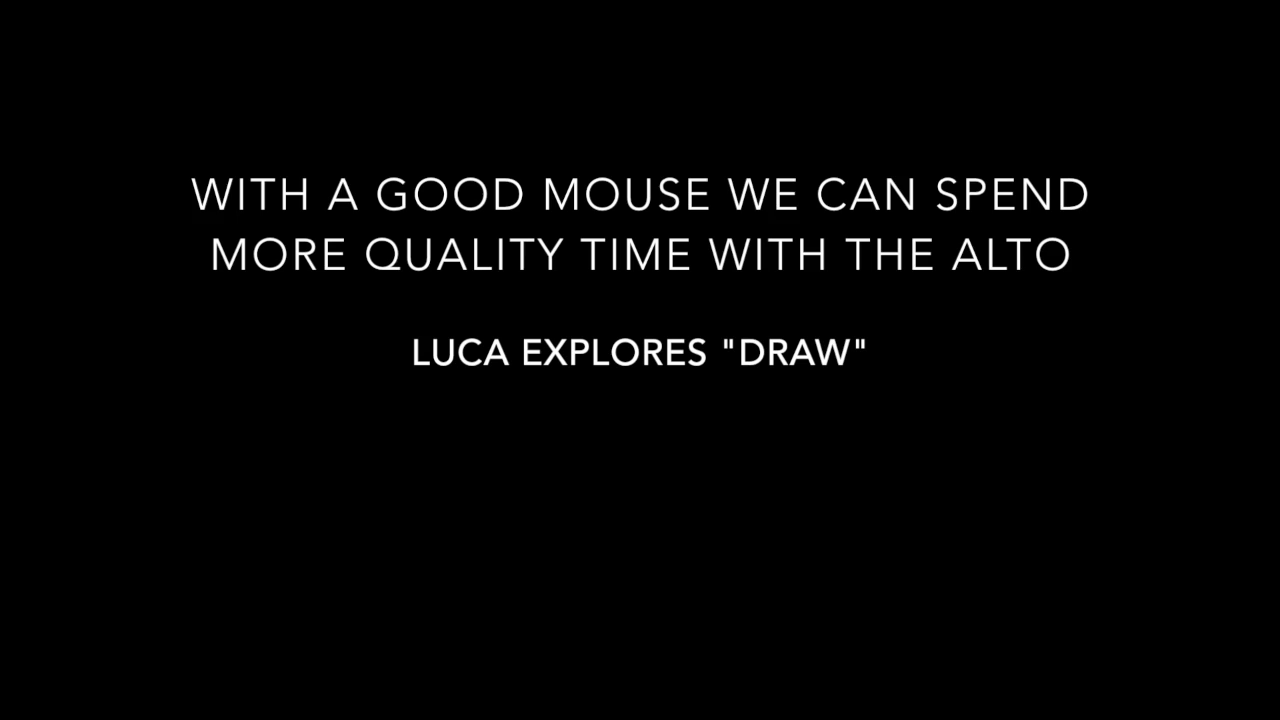 WITH A GOOD MOUSE WE CAN SPEND
MORE QUALITY TIME WITH THE ALTO
LUCA EXPLORES "DRAW"